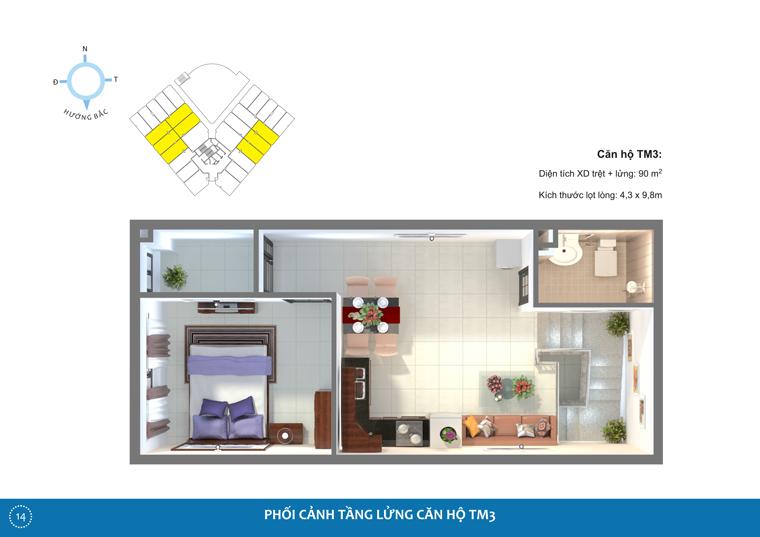 N
Đ
T
HƯỚNG BẮC
Căn hộ TM3:
Diện tích XD trệt + lửng: 90 m²
Kích thước lọt lòng: 4,3 x 9,8m
14
PHỐI CẢNH TẦNG LỬNG CĂN HỘ TM3